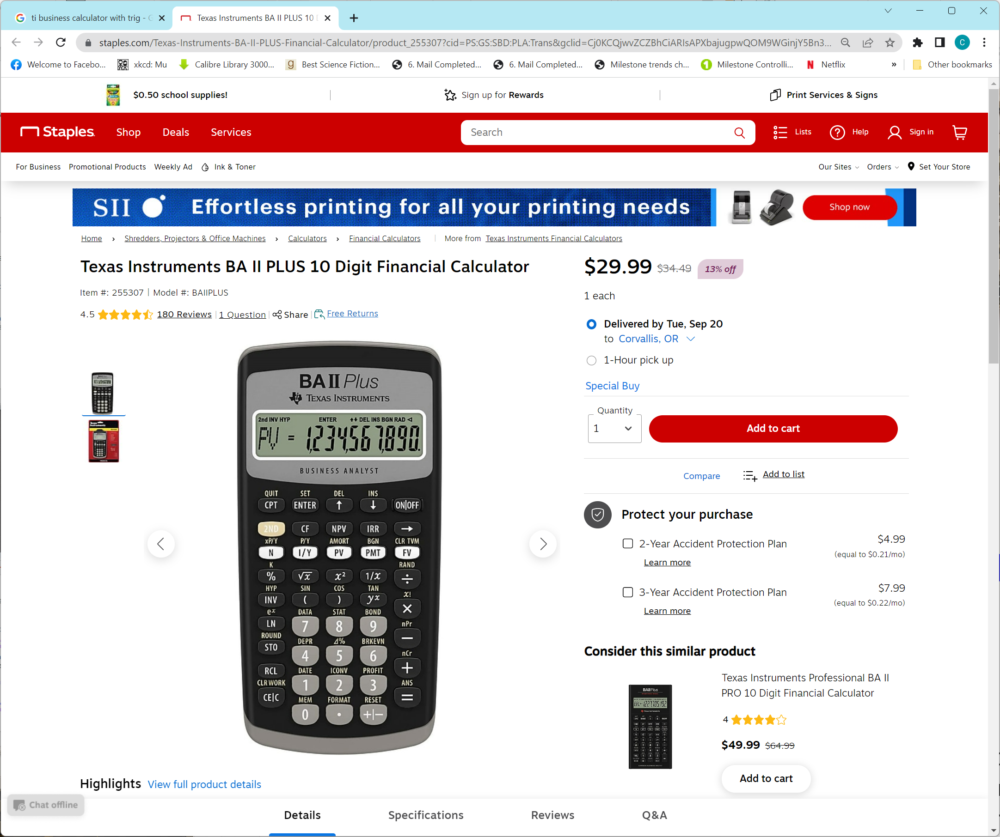 ti business calculator with trig -
Texas Instruments BA II PLUS 10
staples.com/Texas-Instruments-BA-II-PLUS-Financial-Calculator/product_255307?cid=PS:GS:SBD:PLA:Trans&gclid=Cj0KCQjwvZCZBhCiARIsAPXbajugpwQOM9WGinjY5Bn3...
C
Welcome to Facebo...
xkcd: Mu
Calibre Library 3000...
Best Science Fiction...
6. Mail Completed...
6. Mail Completed...
Milestone trends ch...
Milestone Controlli...
Netflix
»
Other bookmarks
$0.50 school supplies!
Sign up for Rewards
Print Services & Signs
Staples
Shop
Deals
Services
Search
Lists
Help
Sign in
For Business
Promotional Products
Weekly Ad
Ink & Toner
Our Sites
Orders
Set Your Store
SII
Effortless printing for all your printing needs
Shop now
Home › Shredders, Projectors & Office Machines › Calculators › Financial Calculators | More from Texas Instruments Financial Calculators
Texas Instruments BA II PLUS 10 Digit Financial Calculator
Item #: 255307 | Model #: BAIIPLUS
4.5 180 Reviews | 1 Question | Share | Free Returns
BA II Plus
TEXAS INSTRUMENTS
2nd INV HYP ENTER ↑↓ DEL INS BGN RAD ◁
PV = 1,234,567,890.
BUSINESS ANALYST
QUIT SET DEL INS
CPT ENTER ↑ ↓ ON|OFF
2ND CF NPV IRR →
xP/Y P/Y AMORT BGN CLR TVM
N I/Y PV PMT FV
K RAND
% √x x² 1/x ÷
HYP SIN COS TAN x!
INV ( ) yˣ ×
eˣ DATA STAT BOND nPr
LN 7 8 9 −
ROUND DEPR Δ% BRKEVN nCr
STO 4 5 6 +
RCL DATE ICONV PROFIT
CLR WORK 1 2 3 ANS
CE|C MEM FORMAT RESET =
0 . +|−
$29.99 $34.49 13% off
1 each
Delivered by Tue, Sep 20
to Corvallis, OR
1-Hour pick up
Special Buy
Quantity
1
Add to cart
Compare
Add to list
Protect your purchase
2-Year Accident Protection Plan
$4.99
(equal to $0.21/mo)
Learn more
3-Year Accident Protection Plan
$7.99
(equal to $0.22/mo)
Learn more
Consider this similar product
BAII Plus
Texas Instruments Professional BA II
PRO 10 Digit Financial Calculator
4
$49.99 $64.99
Add to cart
Highlights View full product details
Chat offline
Details
Specifications
Reviews
Q&A